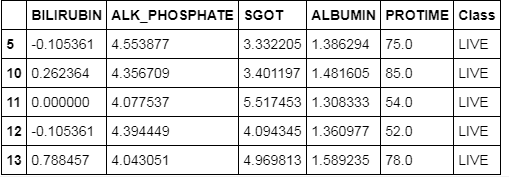 BILIRUBIN ALK_PHOSPHATE SGOT ALBUMIN PROTIME Class
5 -0.105361 4.553877 3.332205 1.386294 75.0 LIVE
10 0.262364 4.356709 3.401197 1.481605 85.0 LIVE
11 0.000000 4.077537 5.517453 1.308333 54.0 LIVE
12 -0.105361 4.394449 4.094345 1.360977 52.0 LIVE
13 0.788457 4.043051 4.969813 1.589235 78.0 LIVE